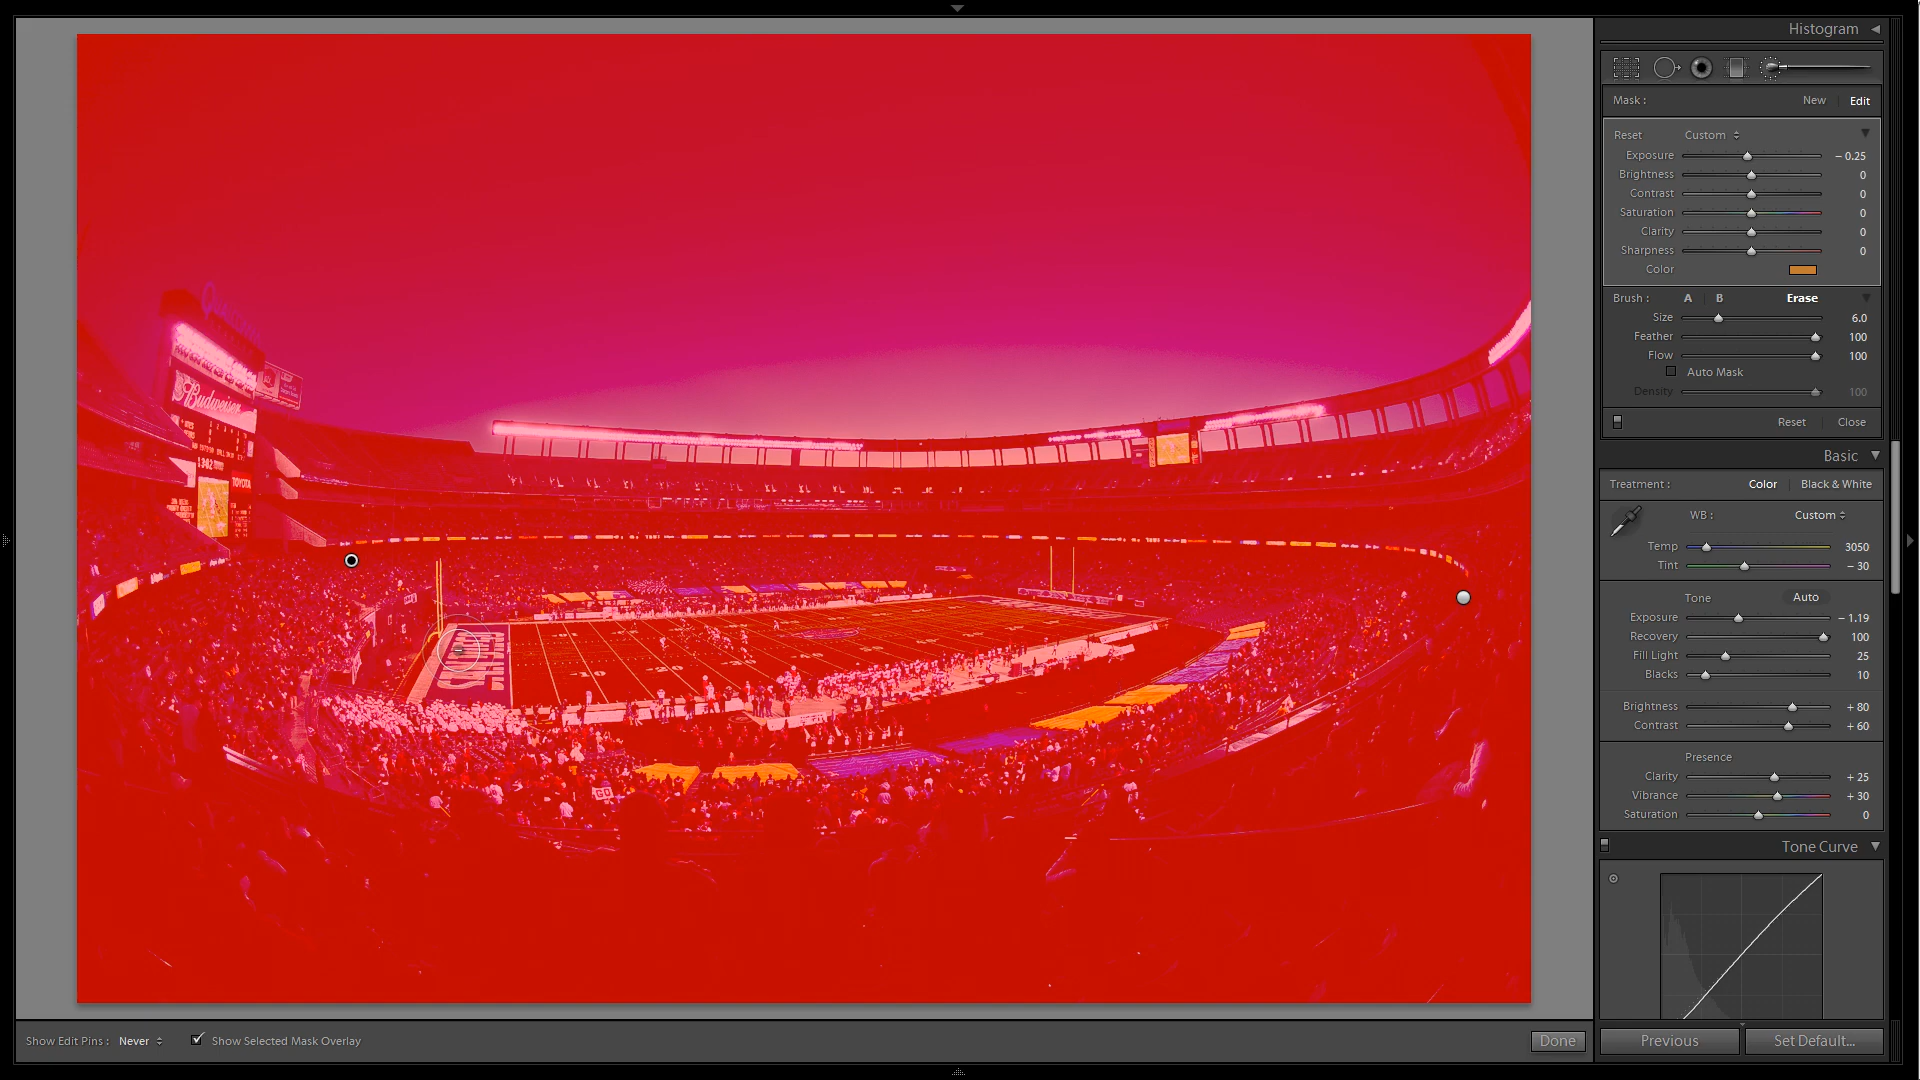 Histogram
Mask :
New
Edit
Reset
Custom
Exposure
– 0.25
Brightness
0
Contrast
0
Saturation
0
Clarity
0
Sharpness
0
Color
Brush :
A
B
Erase
Size
6.0
Feather
100
Flow
100
Auto Mask
Density
100
Reset
Close
Basic
Treatment :
Color
Black & White
WB :
Custom
Temp
3050
Tint
– 30
Tone
Auto
Exposure
– 1.19
Recovery
100
Fill Light
25
Blacks
10
Brightness
+ 80
Contrast
+ 60
Presence
Clarity
+ 25
Vibrance
+ 30
Saturation
0
Tone Curve
Budweiser
TOYOTA
GO
Show Edit Pins :
Never
Show Selected Mask Overlay
Done
Previous
Set Default...